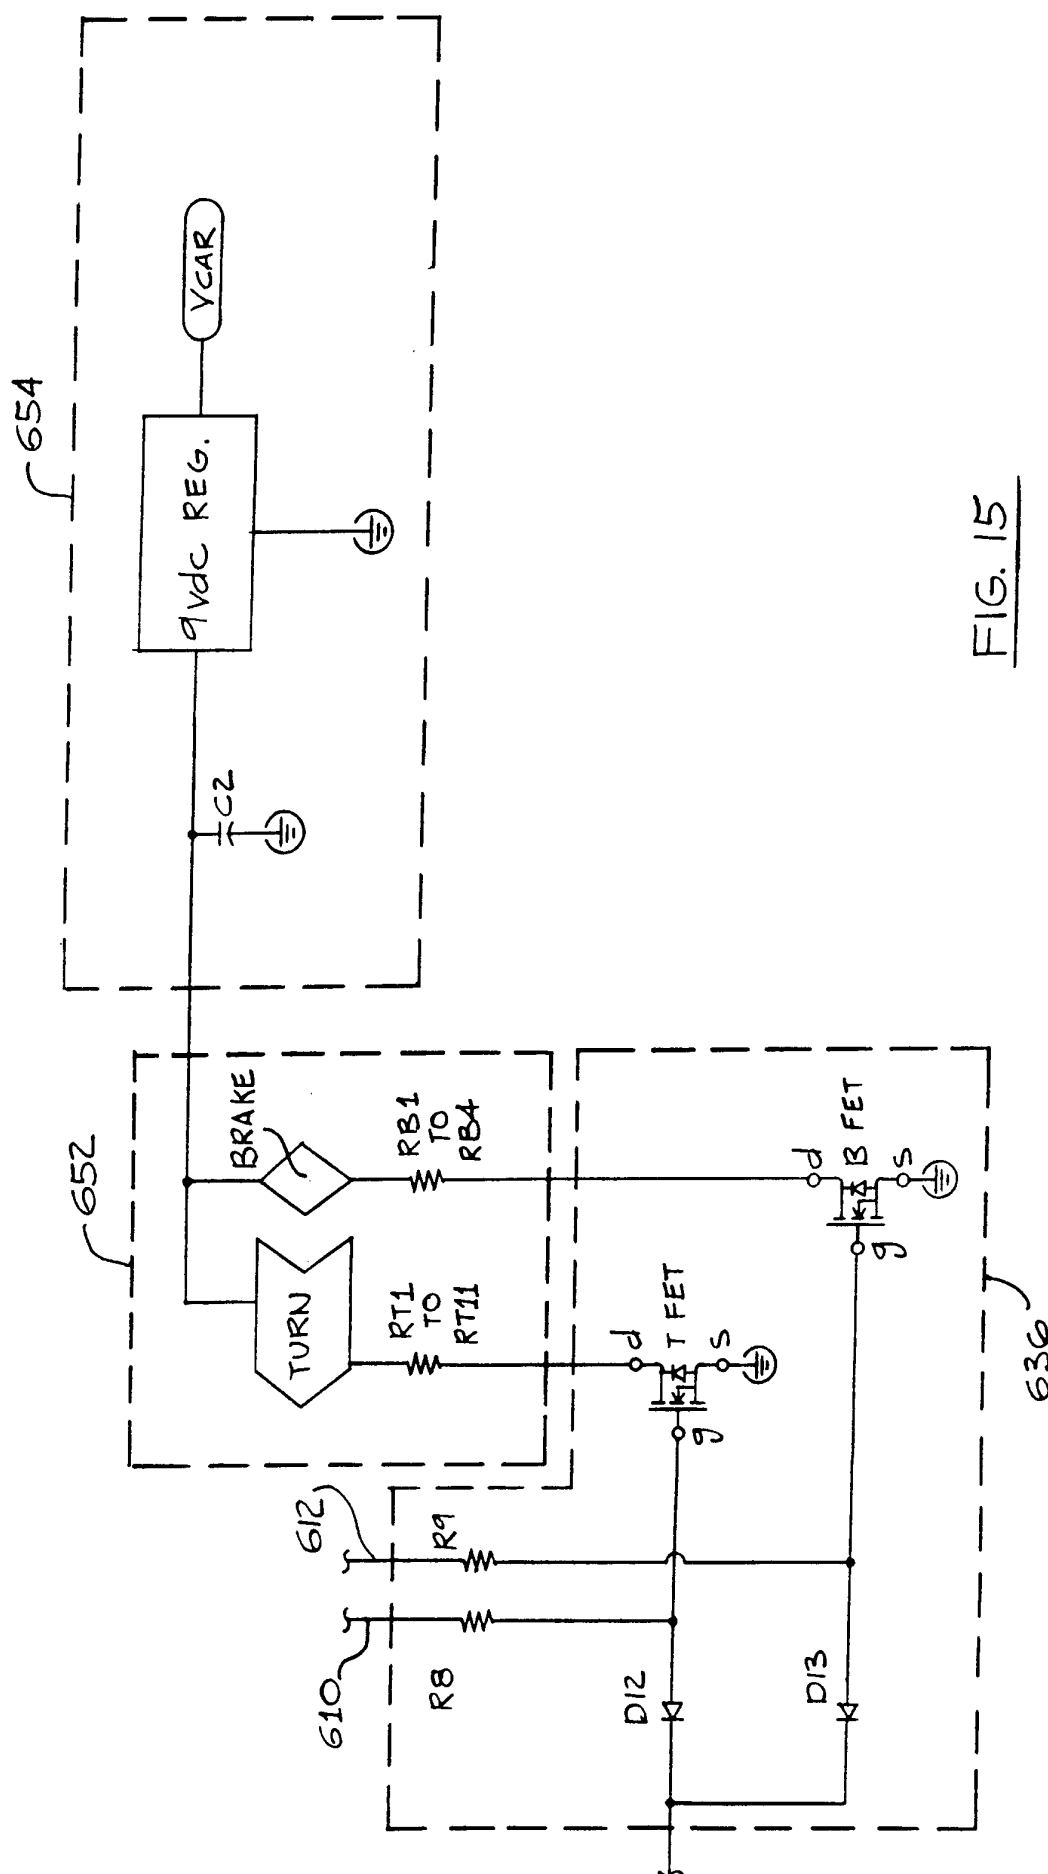 654
VCAR
9vdc REG.
C2
652
BRAKE
TURN
RB1
TO
RB4
RT1
TO
RT11
d
B FET
s
g
d
T FET
s
g
612
610
R9
R8
D12
D13
636
FIG. 15